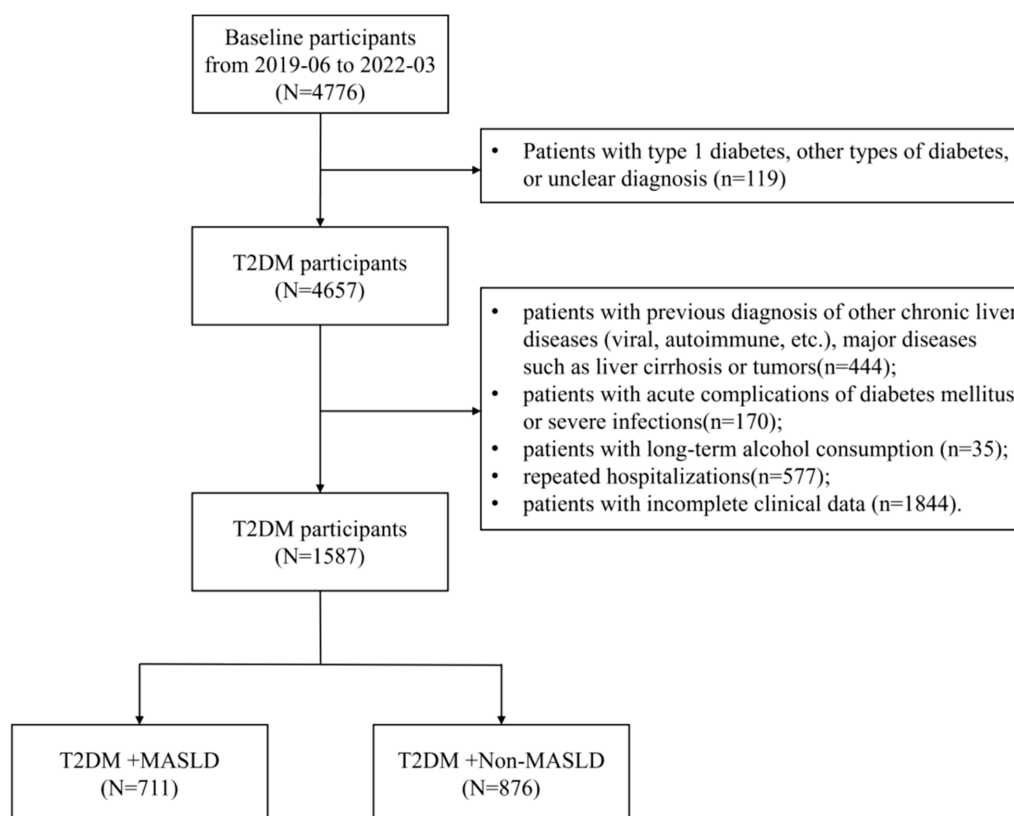 Baseline participants
from 2019-06 to 2022-03
(N=4776)
• Patients with type 1 diabetes, other types of diabetes,
or unclear diagnosis (n=119)
T2DM participants
(N=4657)
• patients with previous diagnosis of other chronic liver
diseases (viral, autoimmune, etc.), major diseases
such as liver cirrhosis or tumors(n=444);
• patients with acute complications of diabetes mellitus
or severe infections(n=170);
• patients with long-term alcohol consumption (n=35);
• repeated hospitalizations(n=577);
• patients with incomplete clinical data (n=1844).
T2DM participants
(N=1587)
T2DM +MASLD
(N=711)
T2DM +Non-MASLD
(N=876)